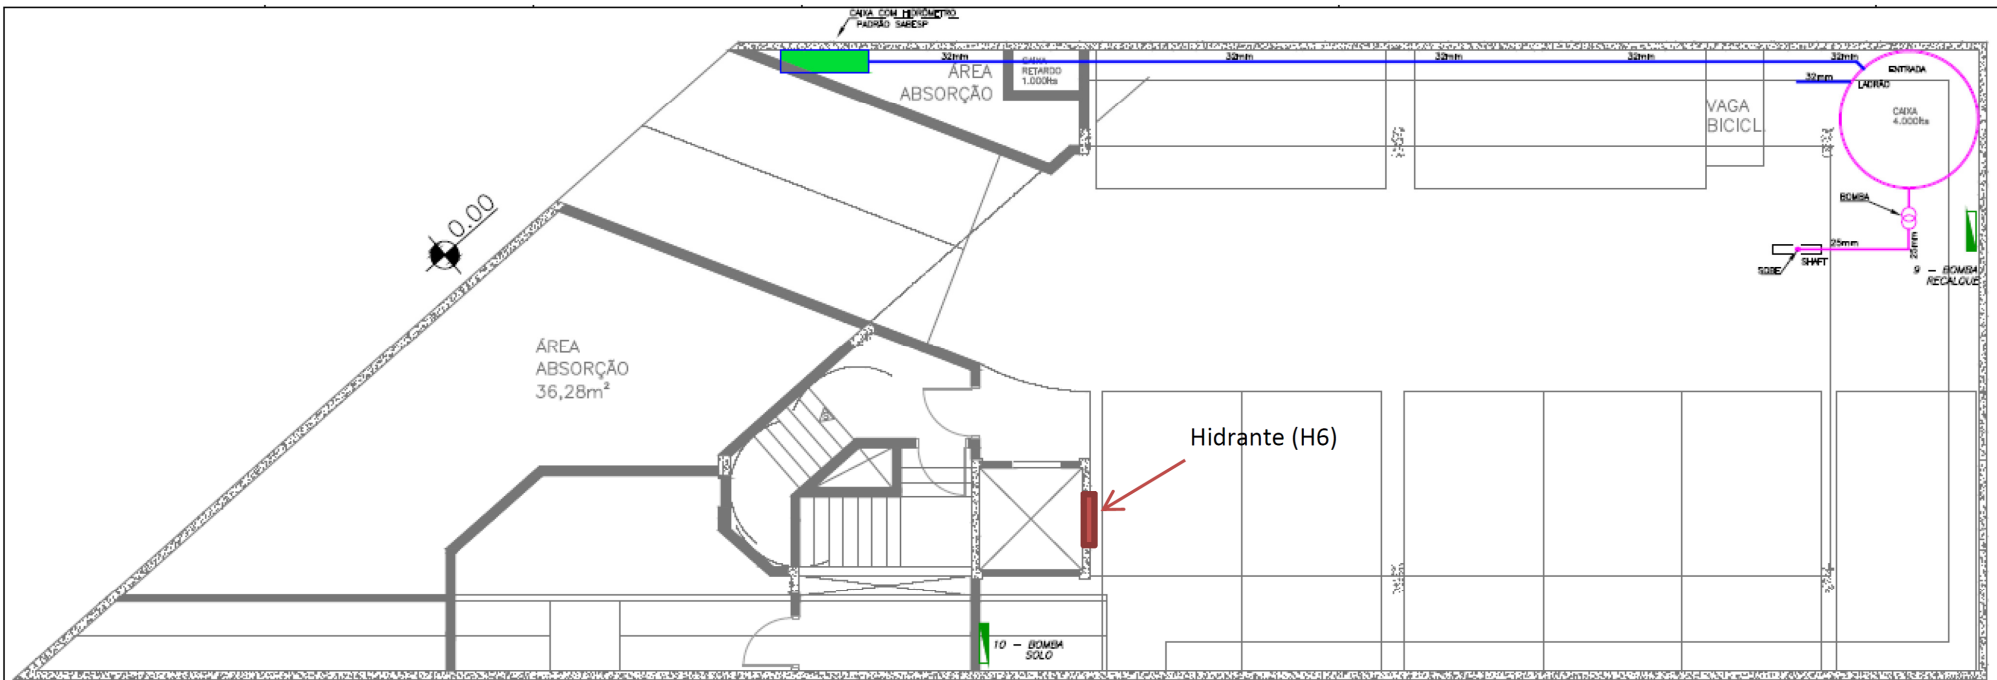 CAIXA COM HIDRÔMETRO
PADRÃO SABESP
32mm
32mm
32mm
32mm
32mm
ENTRADA
32mm
LADRÃO
ÁREA
ABSORÇÃO
CAIXA
RETARDO
1.000lts
VAGA
BICICL.
CAIXA
4.000lts
0.00
BOMBA
25mm
25mm
SOBE
SHAFT
9 - BOMBA
RECALQUE
ÁREA
ABSORÇÃO
36,28m²
Hidrante (H6)
10 - BOMBA
SOLO